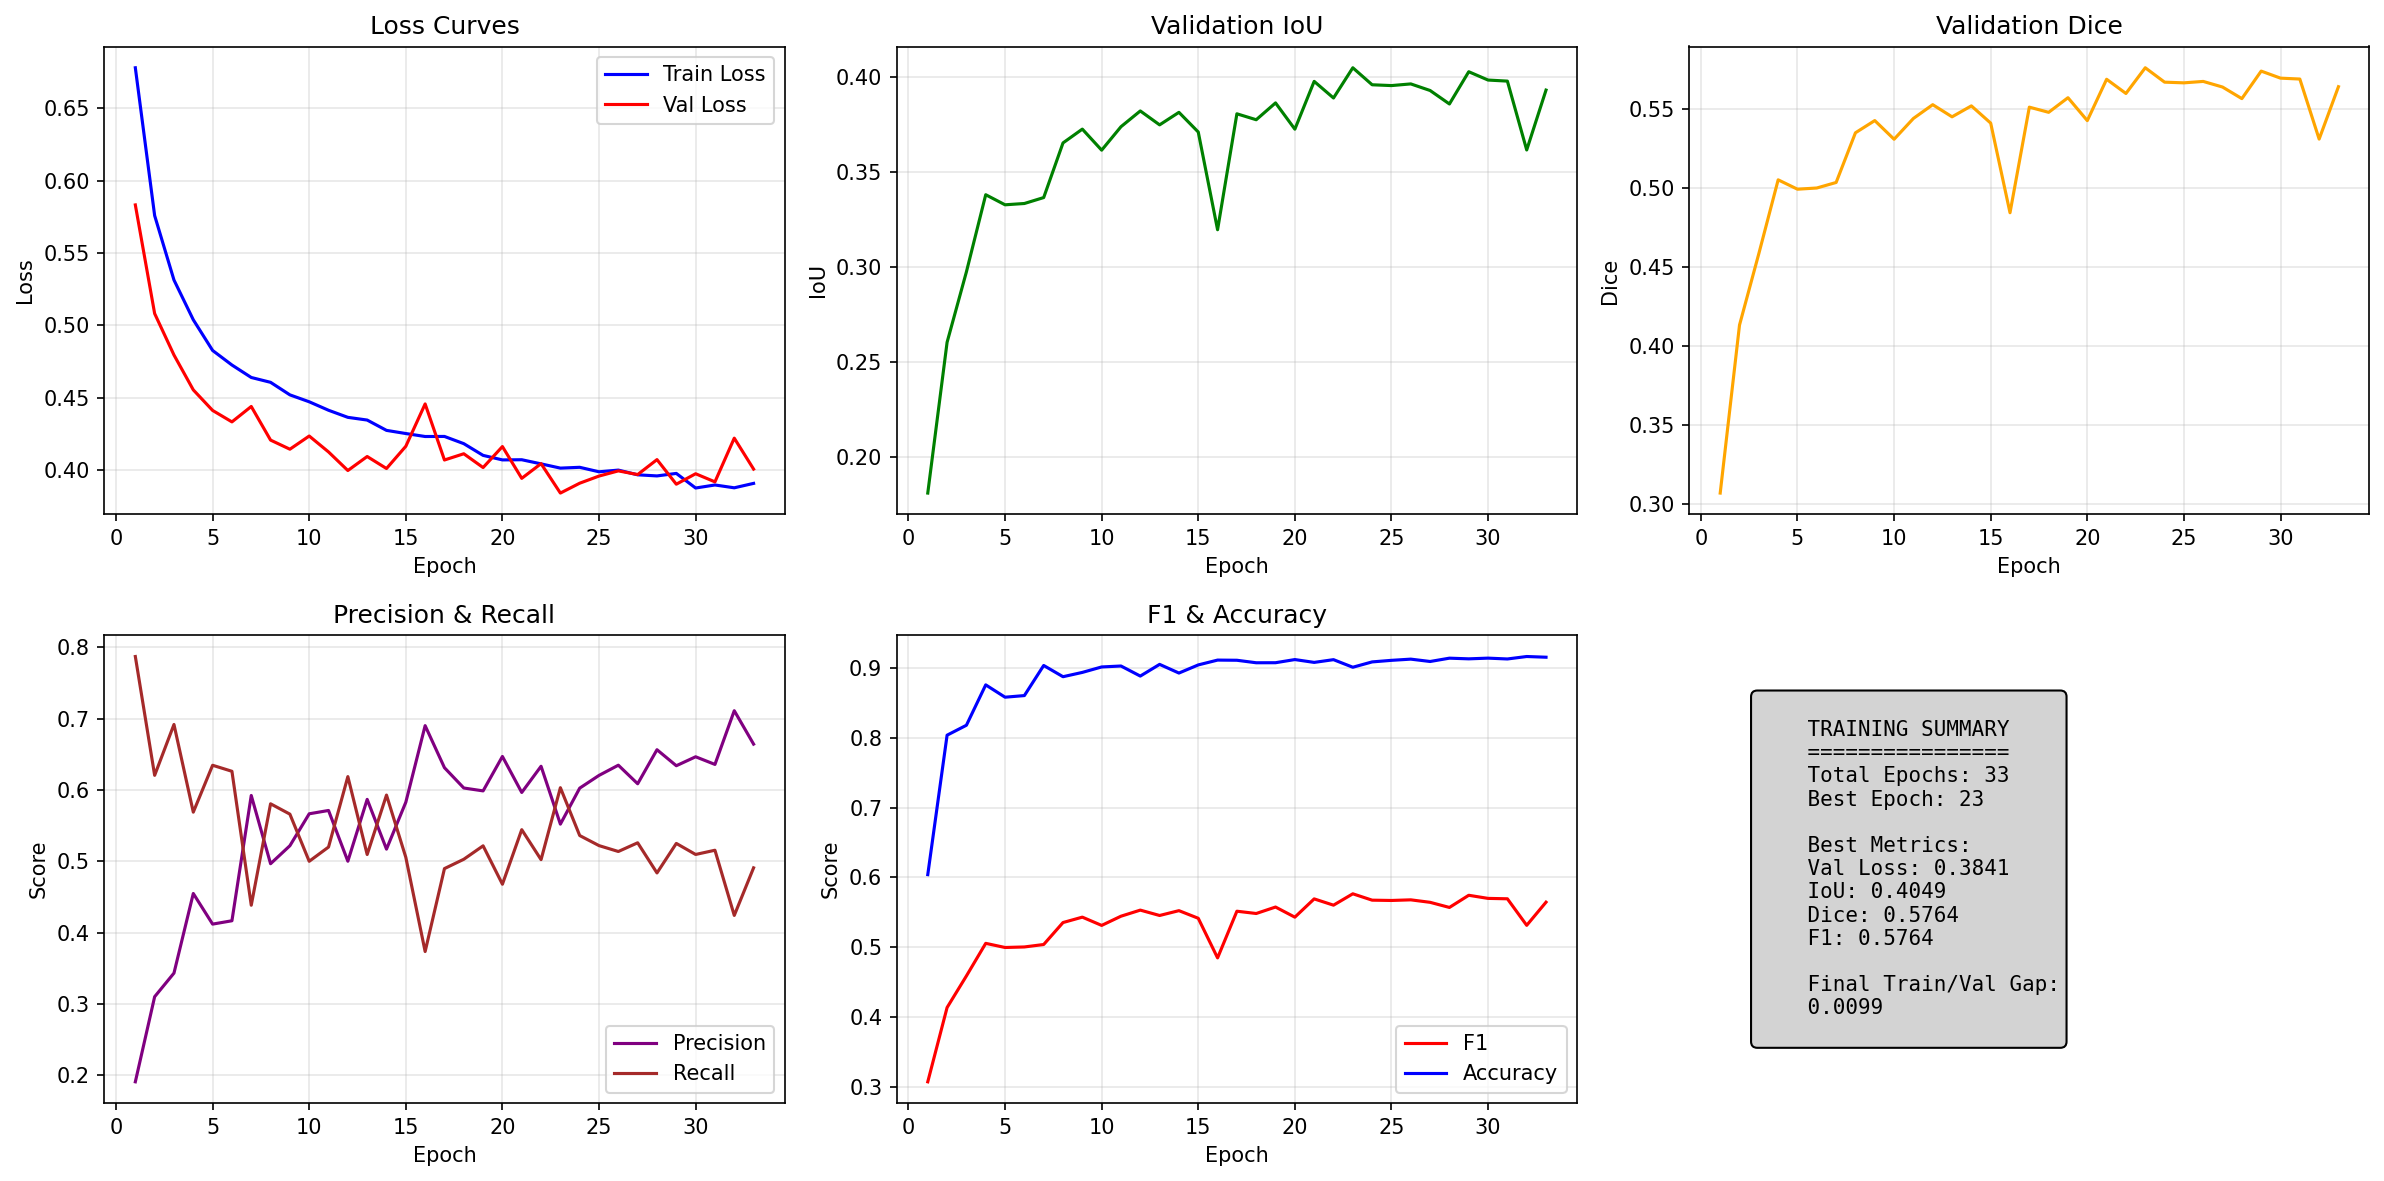 Loss Curves
Train Loss
Val Loss
0.65
0.60
0.55
0.50
0.45
0.40
Loss
0 5 10 15 20 25 30
Epoch
Validation IoU
0.40
0.35
0.30
0.25
0.20
IoU
0 5 10 15 20 25 30
Epoch
Validation Dice
0.55
0.50
0.45
0.40
0.35
0.30
Dice
0 5 10 15 20 25 30
Epoch
Precision & Recall
0.8
0.7
0.6
0.5
0.4
0.3
0.2
Score
Precision
Recall
0 5 10 15 20 25 30
Epoch
F1 & Accuracy
0.9
0.8
0.7
0.6
0.5
0.4
0.3
Score
F1
Accuracy
0 5 10 15 20 25 30
Epoch
TRAINING SUMMARY
================
Total Epochs: 33
Best Epoch: 23
Best Metrics:
Val Loss: 0.3841
IoU: 0.4049
Dice: 0.5764
F1: 0.5764
Final Train/Val Gap:
0.0099